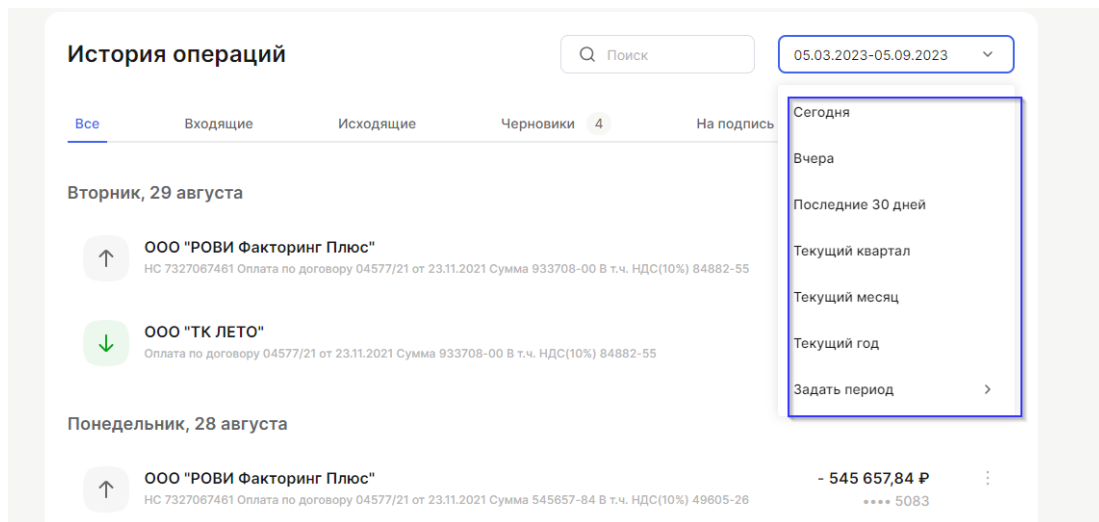 История операций
Поиск
05.03.2023-05.09.2023
Все Входящие Исходящие Черновики 4 На подпись
Сегодня
Вчера
Последние 30 дней
Текущий квартал
Текущий месяц
Текущий год
Задать период
Вторник, 29 августа
ООО "РОВИ Факторинг Плюс"
НС 7327067461 Оплата по договору 04577/21 от 23.11.2021 Сумма 933708-00 В т.ч. НДС(10%) 84882-55
ООО "ТК ЛЕТО"
Оплата по договору 04577/21 от 23.11.2021 Сумма 933708-00 В т.ч. НДС(10%) 84882-55
Понедельник, 28 августа
ООО "РОВИ Факторинг Плюс"
- 545 657,84 ₽
НС 7327067461 Оплата по договору 04577/21 от 23.11.2021 Сумма 545657-84 В т.ч. НДС(10%) 49605-26
•••• 5083